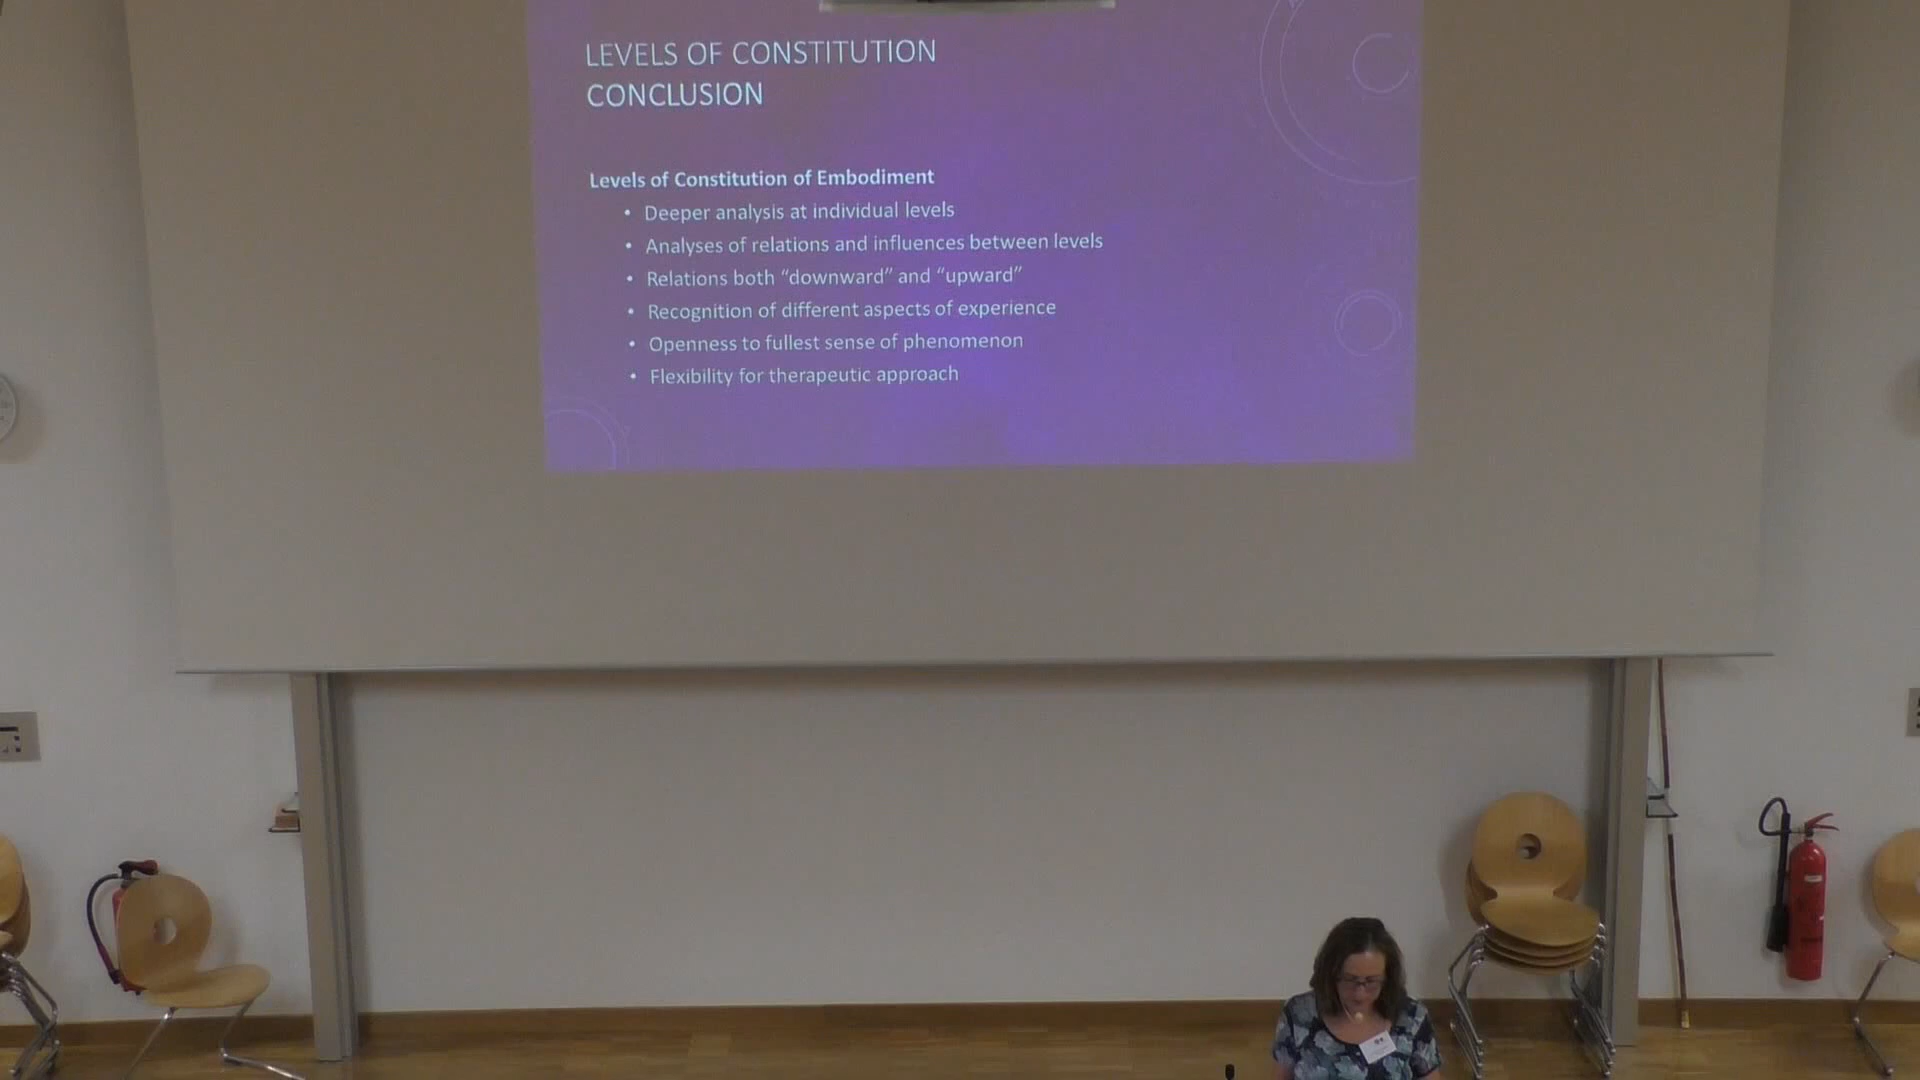 LEVELS OF CONSTITUTION
CONCLUSION
Levels of Constitution of Embodiment
• Deeper analysis at individual levels
• Analyses of relations and influences between levels
• Relations both “downward” and “upward”
• Recognition of different aspects of experience
• Openness to fullest sense of phenomenon
• Flexibility for therapeutic approach